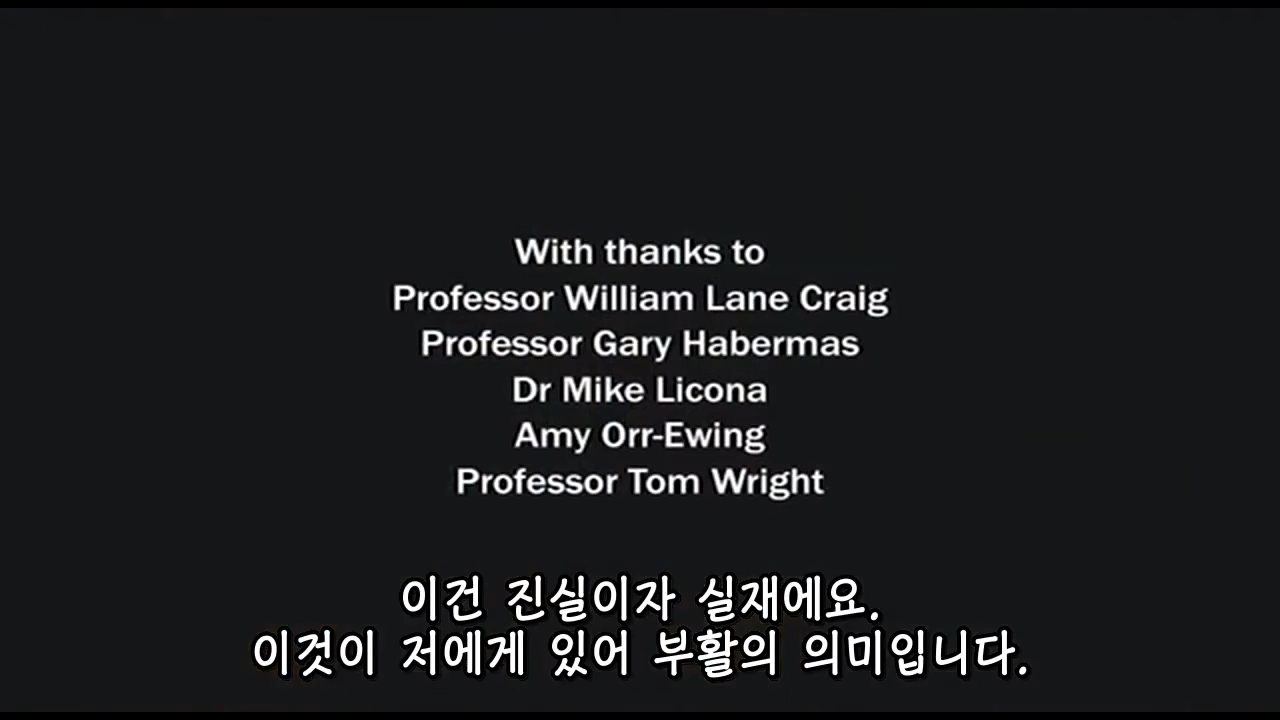 With thanks to
Professor William Lane Craig
Professor Gary Habermas
Dr Mike Licona
Amy Orr-Ewing
Professor Tom Wright
이건 진실이자 실재에요.
이것이 저에게 있어 부활의 의미입니다.